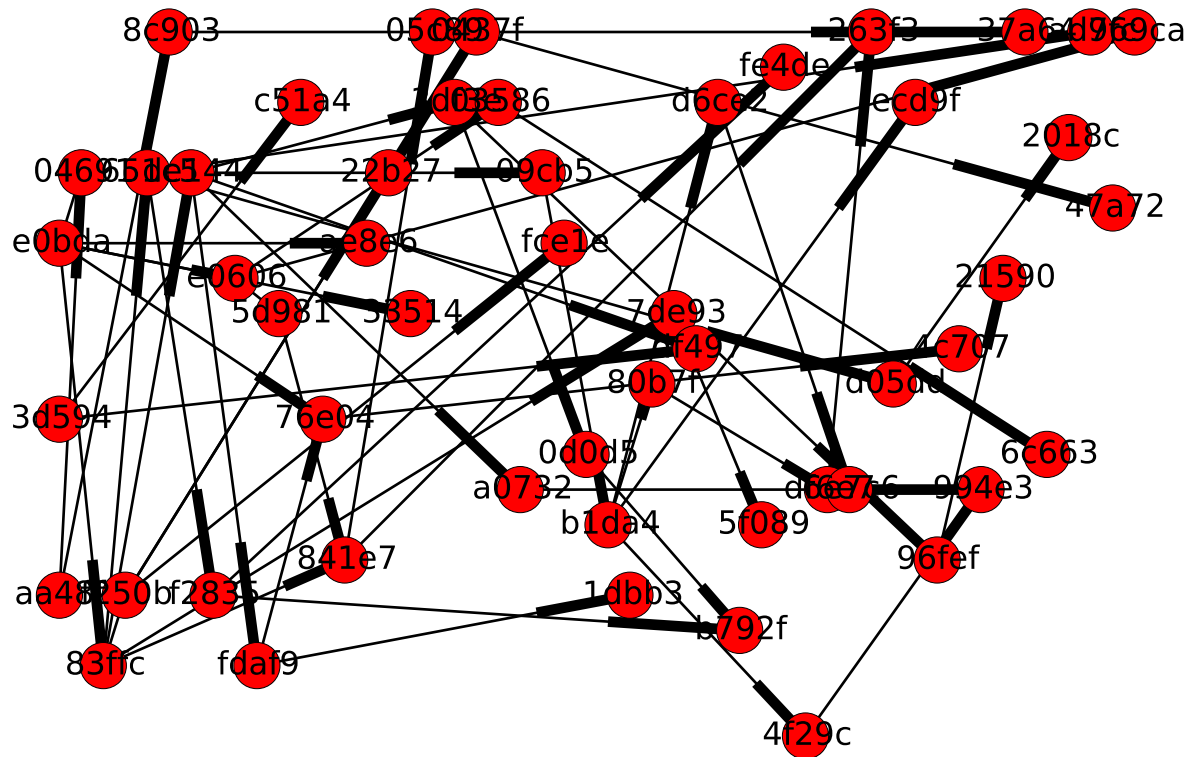 8c903
263f3
c51a4
d6ce2
ecd9f
fe4de
2018c
22b27
09cb5
47a72
e0bda
ae8e6
fce1e
e0606
21590
5d981
33514
7de93
4c707
80b7f
d05dd
3d594
76e04
0d0d5
6c663
a0732
994e3
b1da4
5f089
841e7
96fef
f2835
1dbb3
b792f
83ffc
fdaf9
4f29c